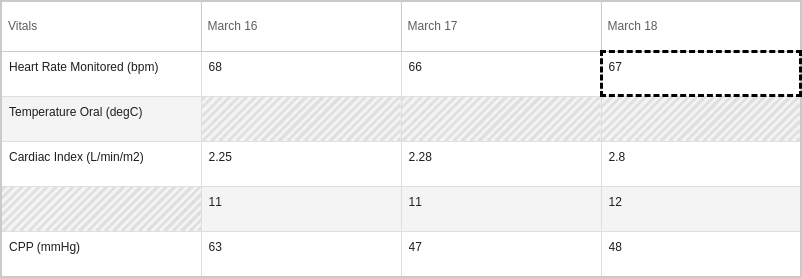 Vitals March 16 March 17 March 18
Heart Rate Monitored (bpm) 68 66 67
Temperature Oral (degC)
Cardiac Index (L/min/m2) 2.25 2.28 2.8
11 11 12
CPP (mmHg) 63 47 48